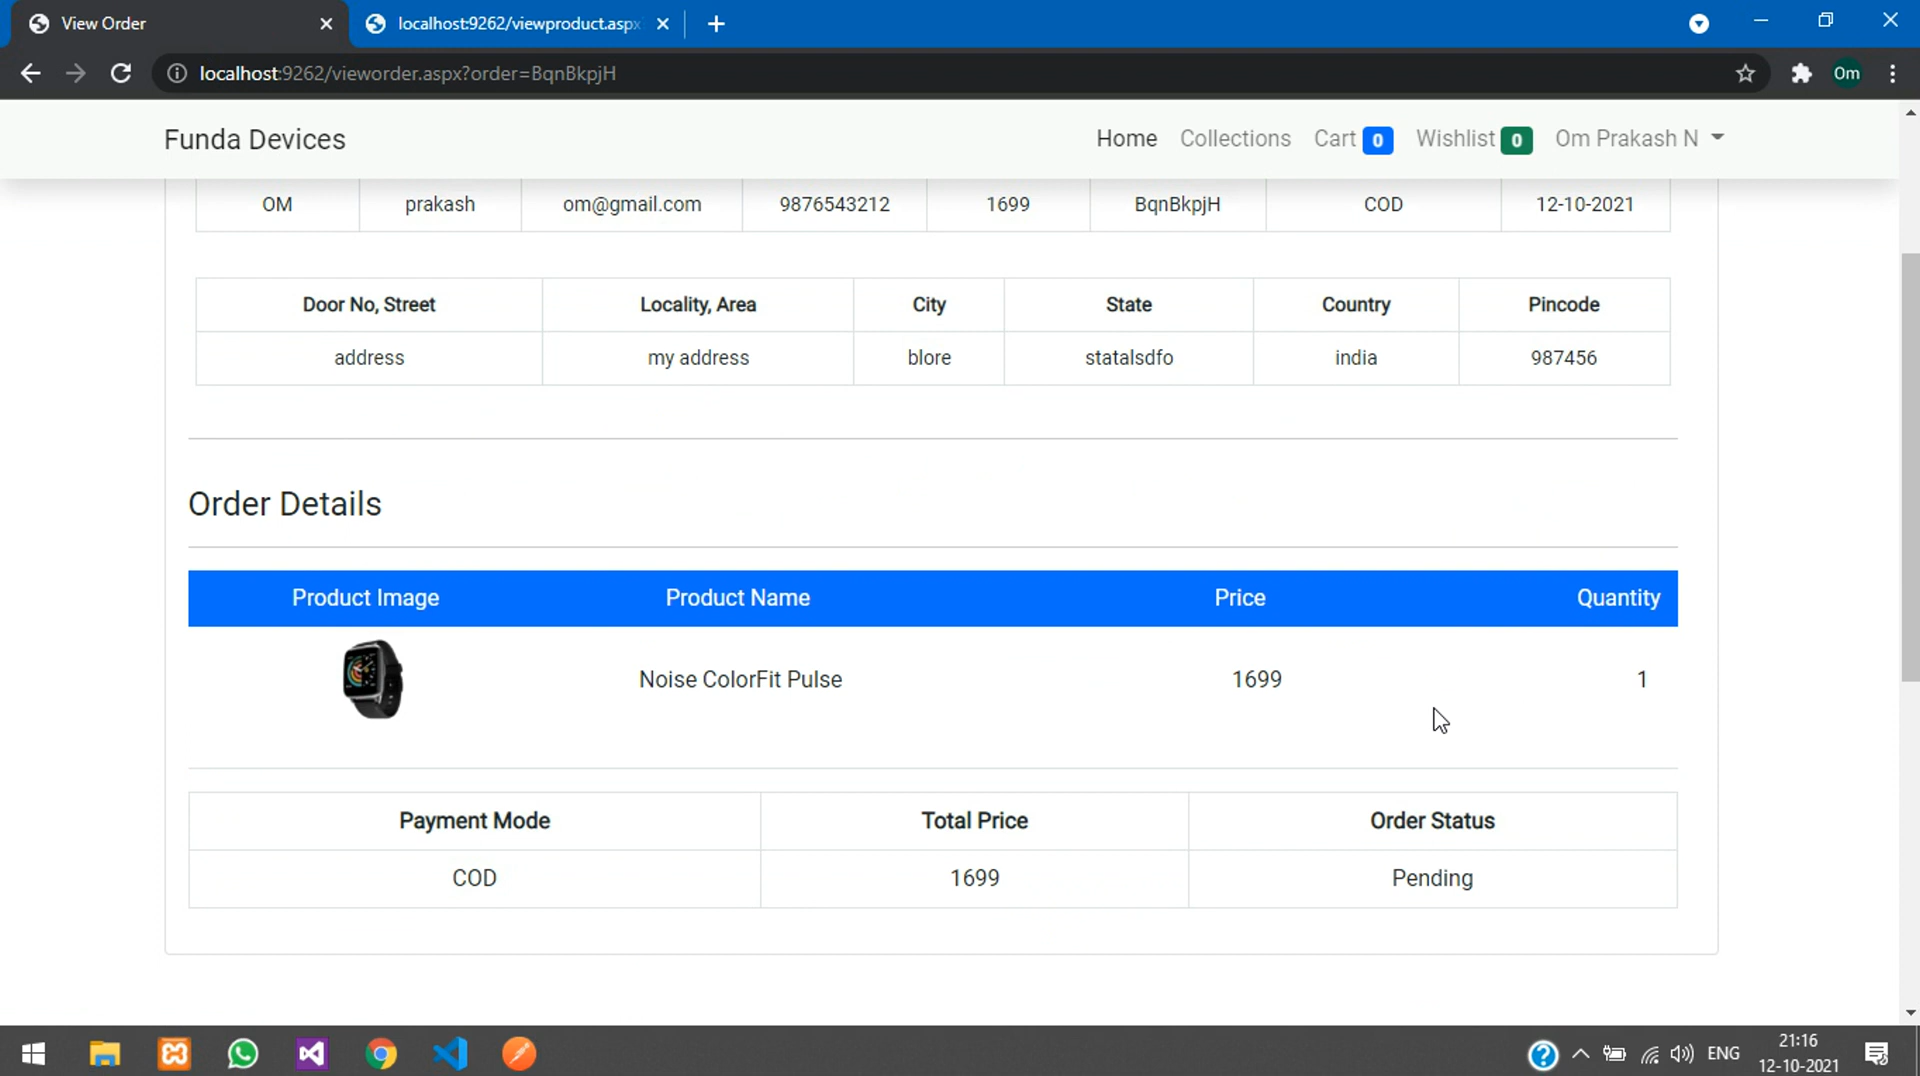 View Order
localhost:9262/viewproduct.aspx
localhost:9262/vieworder.aspx?order=BqnBkpjH
Om
Funda Devices
Home Collections Cart 0 Wishlist 0 Om Prakash N
OM prakash om@gmail.com 9876543212 1699 BqnBkpjH COD 12-10-2021
Door No, Street Locality, Area City State Country Pincode
address my address blore statalsdfo india 987456
Order Details
Product Image Product Name Price Quantity
Noise ColorFit Pulse 1699 1
Payment Mode Total Price Order Status
COD 1699 Pending
ENG
21:16
12-10-2021